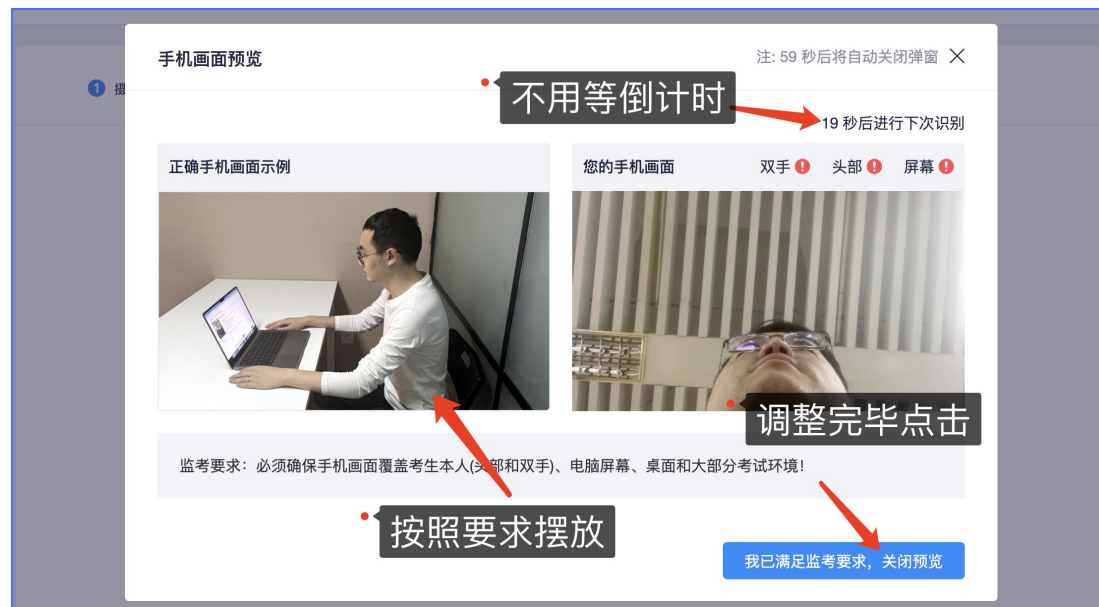 手机画面预览
注: 59 秒后将自动关闭弹窗
1 摄
不用等倒计时
19 秒后进行下次识别
正确手机画面示例
您的手机画面 双手 头部 屏幕
调整完毕点击
监考要求：必须确保手机画面覆盖考生本人(头部和双手)、电脑屏幕、桌面和大部分考试环境！
按照要求摆放
我已满足监考要求，关闭预览